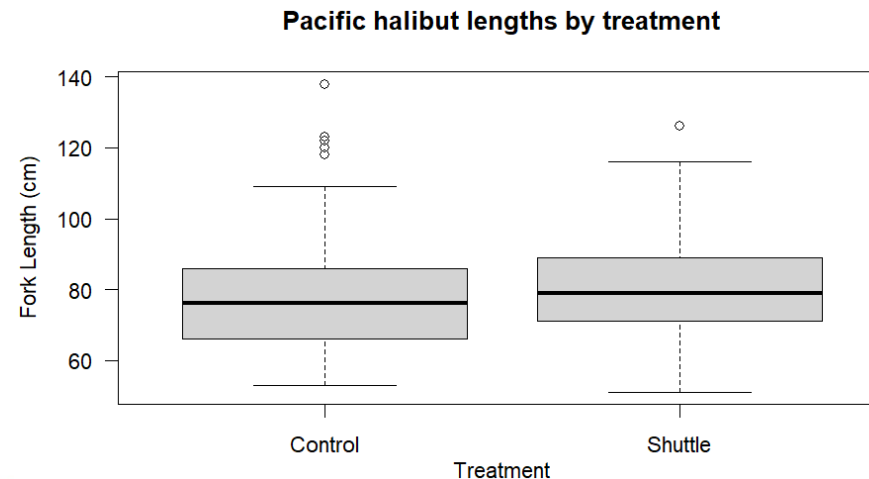 Pacific halibut lengths by treatment
Fork Length (cm)
140
120
100
80
60
Control Shuttle
Treatment